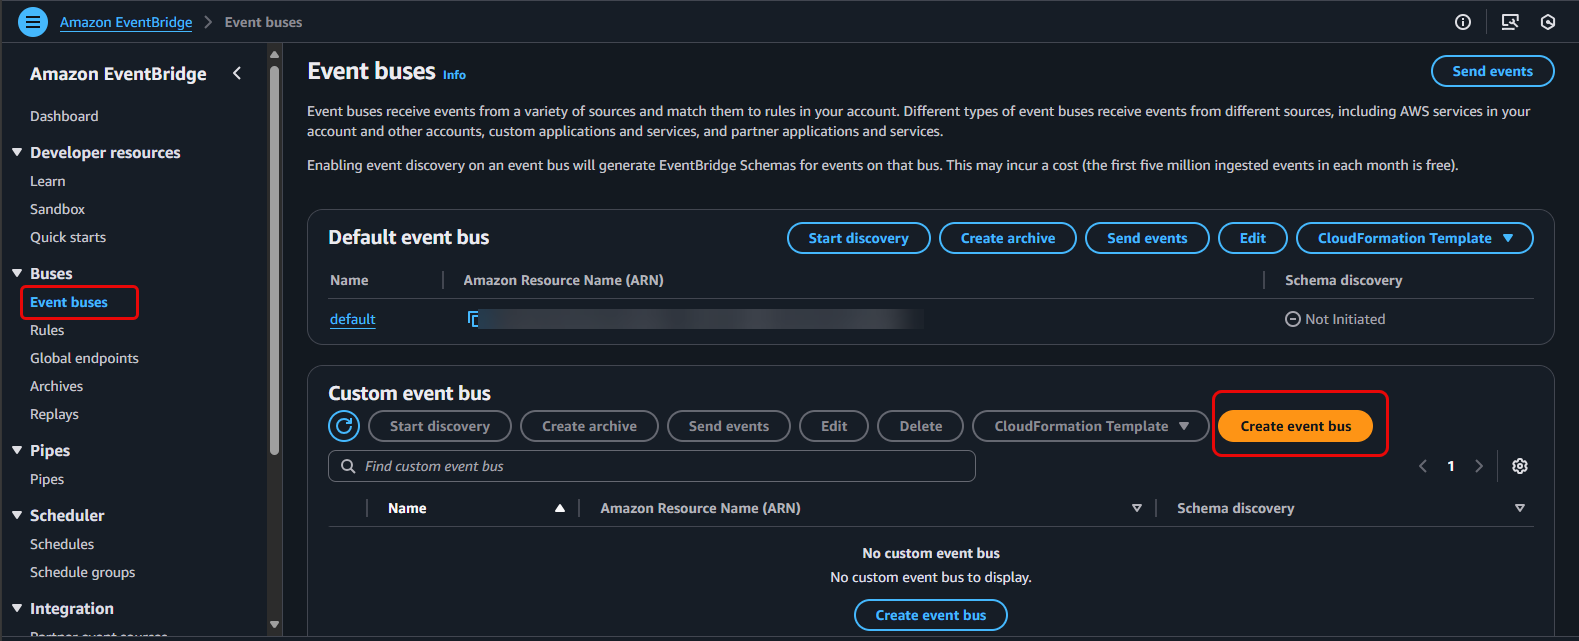 Amazon EventBridge > Event buses
Amazon EventBridge
Dashboard
Developer resources
Learn
Sandbox
Quick starts
Buses
Event buses
Rules
Global endpoints
Archives
Replays
Pipes
Pipes
Scheduler
Schedules
Schedule groups
Integration
Partner event sources
Event buses Info
Send events
Event buses receive events from a variety of sources and match them to rules in your account. Different types of event buses receive events from different sources, including AWS services in your
account and other accounts, custom applications and services, and partner applications and services.
Enabling event discovery on an event bus will generate EventBridge Schemas for events on that bus. This may incur a cost (the first five million ingested events in each month is free).
Default event bus
Start discovery Create archive Send events Edit CloudFormation Template
Name Amazon Resource Name (ARN) Schema discovery
default Not Initiated
Custom event bus
Start discovery Create archive Send events Edit Delete CloudFormation Template Create event bus
Find custom event bus
1
Name Amazon Resource Name (ARN) Schema discovery
No custom event bus
No custom event bus to display.
Create event bus